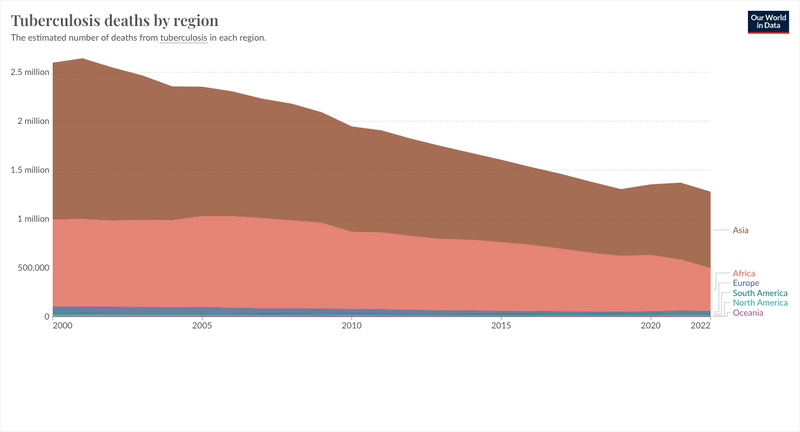 Tuberculosis deaths by region
The estimated number of deaths from tuberculosis in each region.
Our World
in Data
2.5 million
2 million
1.5 million
1 million
500,000
0
2000
2005
2010
2015
2020
2022
Asia
Africa
Europe
South America
North America
Oceania